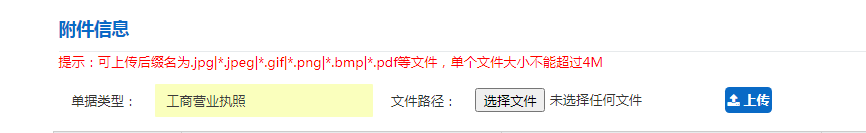 附件信息
提示：可上传后缀名为.jpg|*.jpeg|*.gif|*.png|*.bmp|*.pdf等文件，单个文件大小不能超过4M
单据类型： 工商营业执照 文件路径： 选择文件 未选择任何文件 上传